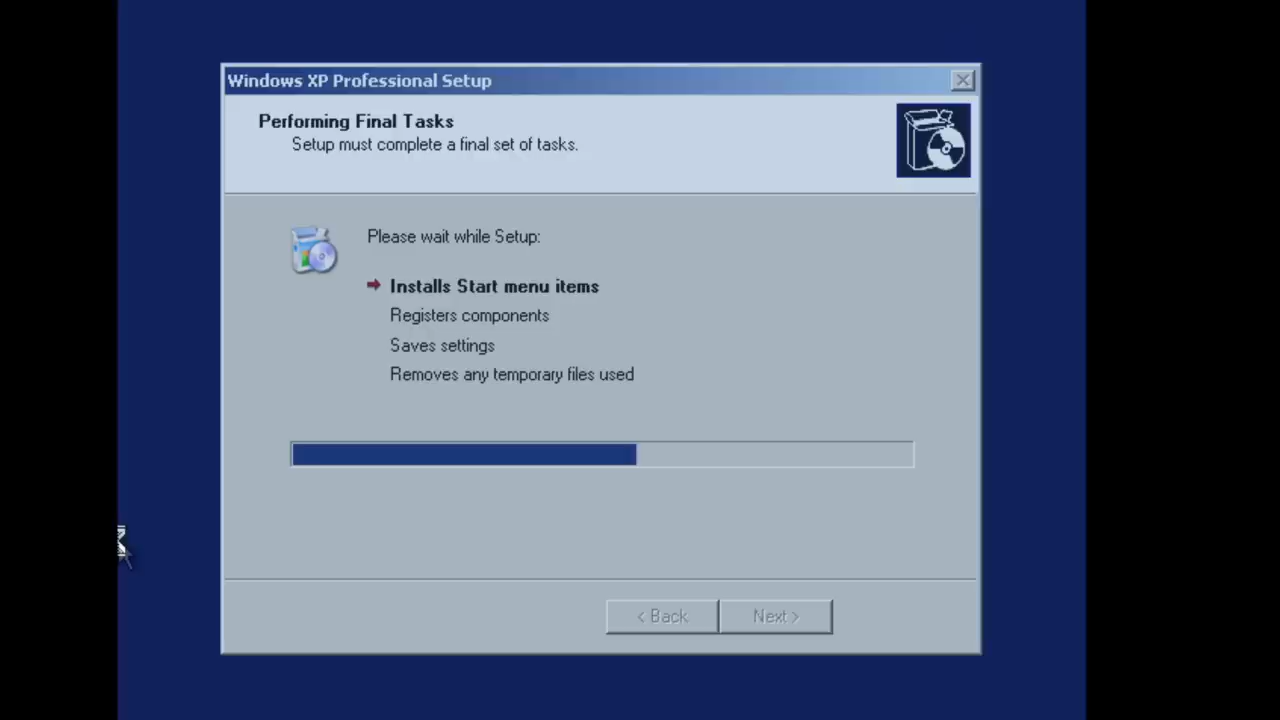 Windows XP Professional Setup
Performing Final Tasks
Setup must complete a final set of tasks.
Please wait while Setup:
Installs Start menu items
Registers components
Saves settings
Removes any temporary files used
< Back
Next >